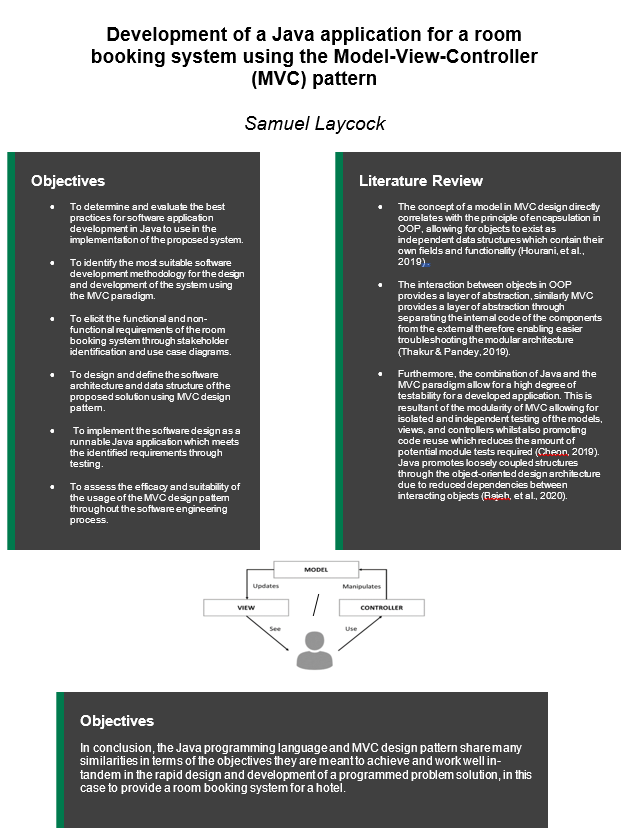 Development of a Java application for a room
booking system using the Model-View-Controller
(MVC) pattern
Samuel Laycock
Objectives
• To determine and evaluate the best
practices for software application
development in Java to use in the
implementation of the proposed system.
• To identify the most suitable software
development methodology for the design
and development of the system using
the MVC paradigm.
• To elicit the functional and non-
functional requirements of the room
booking system through stakeholder
identification and use case diagrams.
• To design and define the software
architecture and data structure of the
proposed solution using MVC design
pattern.
• To implement the software design as a
runnable Java application which meets
the identified requirements through
testing.
• To assess the efficacy and suitability of
the usage of the MVC design pattern
throughout the software engineering
process.
Literature Review
• The concept of a model in MVC design directly
correlates with the principle of encapsulation in
OOP, allowing for objects to exist as
independent data structures which contain their
own fields and functionality (Hourani, et al.,
2019).
• The interaction between objects in OOP
provides a layer of abstraction, similarly MVC
provides a layer of abstraction through
separating the internal code of the components
from the external therefore enabling easier
troubleshooting the modular architecture
(Thakur & Pandey, 2019).
• Furthermore, the combination of Java and the
MVC paradigm allow for a high degree of
testability for a developed application. This is
resultant of the modularity of MVC allowing for
isolated and independent testing of the models,
views, and controllers whilst also promoting
code reuse which reduces the amount of
potential module tests required (Cheon, 2019).
Java promotes loosely coupled structures
through the object-oriented design architecture
due to reduced dependencies between
interacting objects (Rajeh, et al., 2020).
MODEL
Updates
Manipulates
VIEW
CONTROLLER
See
Use
Objectives
In conclusion, the Java programming language and MVC design pattern share many
similarities in terms of the objectives they are meant to achieve and work well in-
tandem in the rapid design and development of a programmed problem solution, in this
case to provide a room booking system for a hotel.